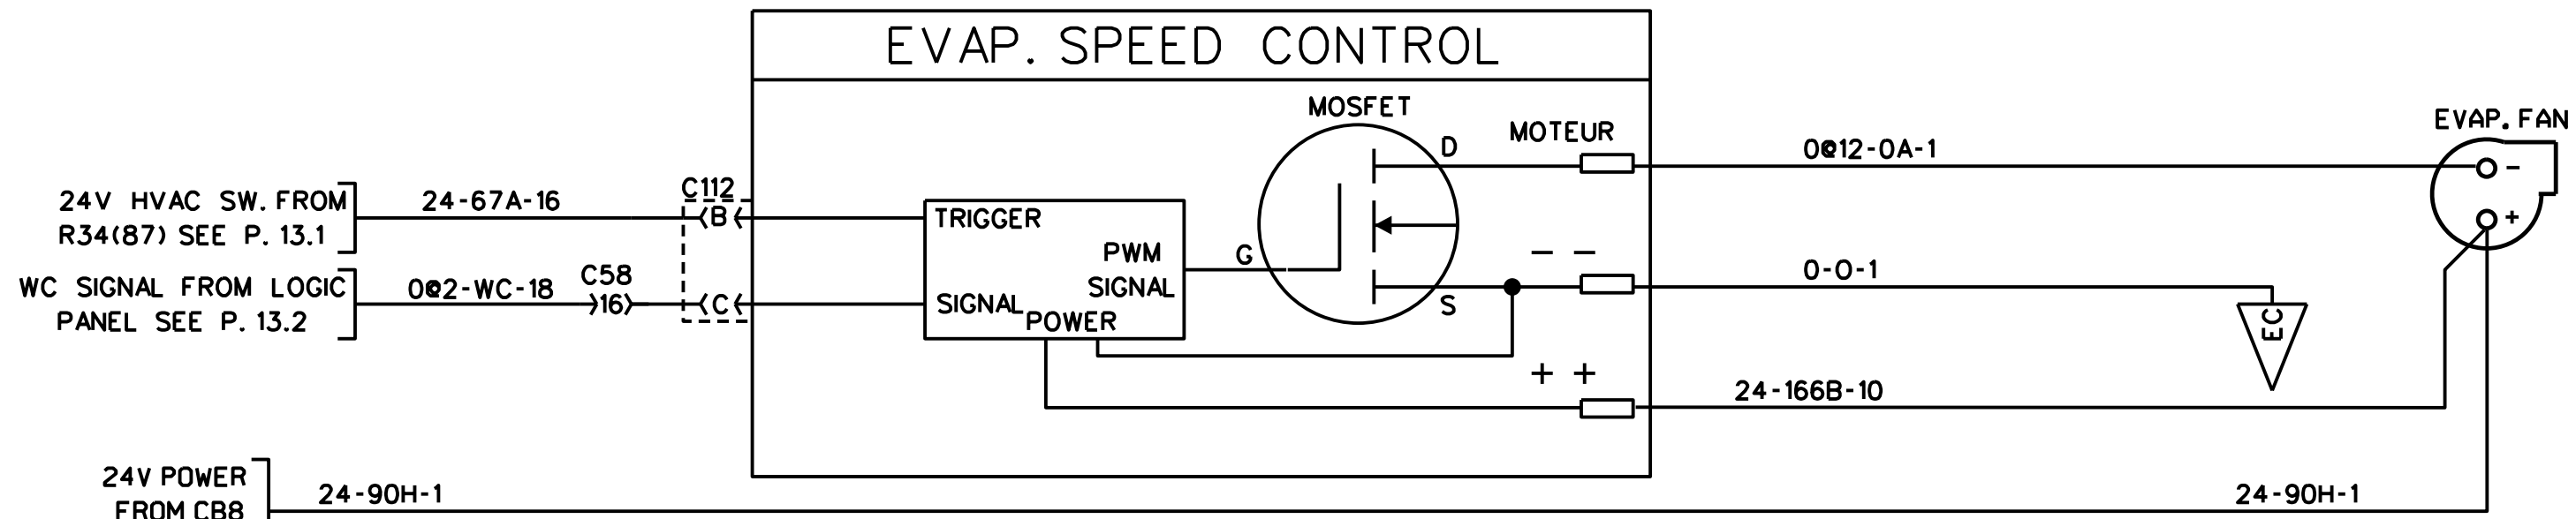 EVAP. SPEED CONTROL
MOSFET
MOTEUR
EVAP. FAN
D
0@12-0A-1
-
24V HVAC SW. FROM
R34(87) SEE P. 13.1
24-67A-16
C112
B
TRIGGER
+
PWM
SIGNAL
G
- -
0-0-1
WC SIGNAL FROM LOGIC
PANEL SEE P. 13.2
0@2-WC-18
C58
16
C
SIGNAL
POWER
S
EC
+ +
24-166B-10
24V POWER
FROM CB8
24-90H-1
24-90H-1